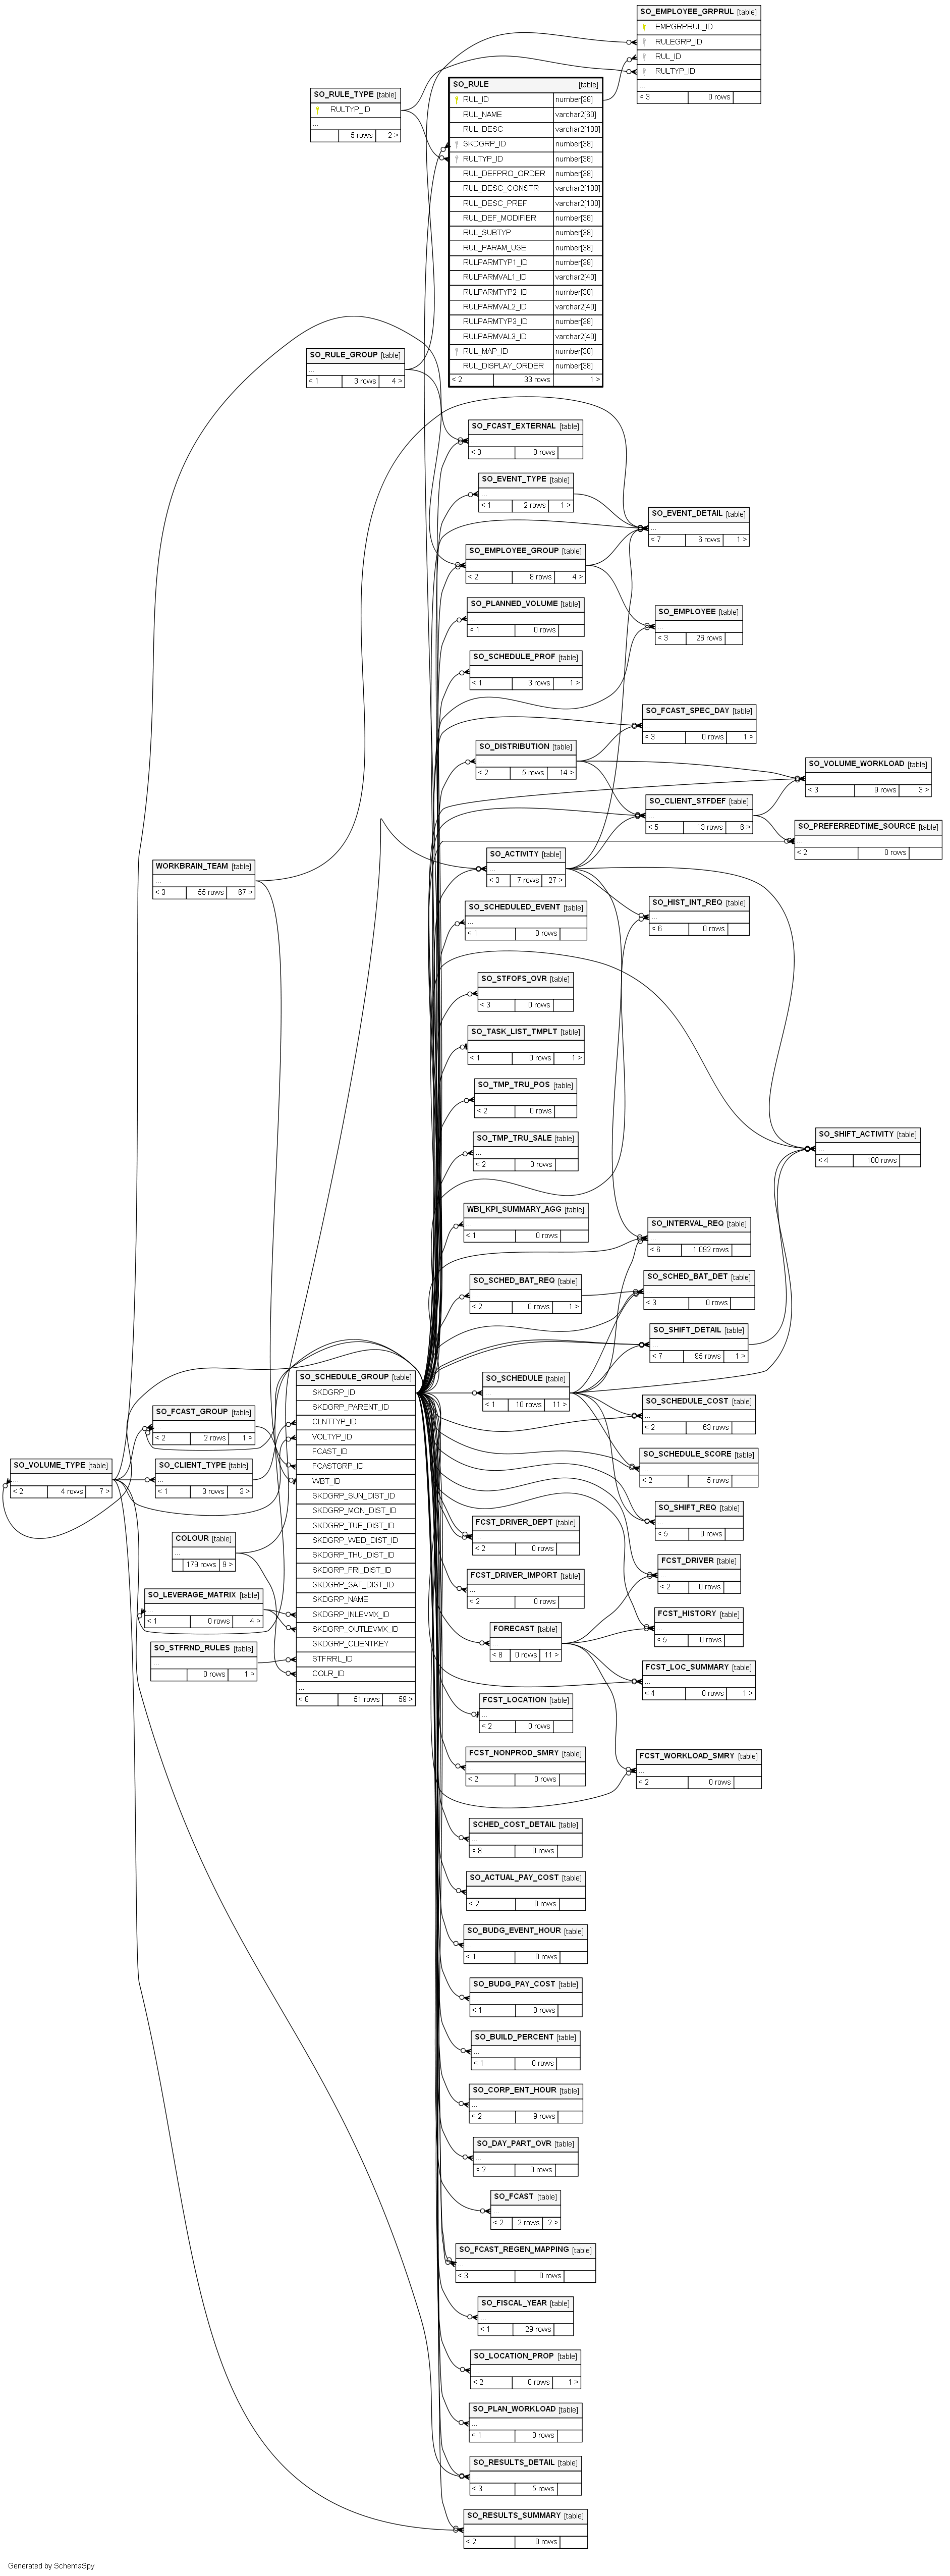 SO_EMPLOYEE_GRPRUL [table]
EMPGRPRUL_ID
RULEGRP_ID
RUL_ID
RULTYP_ID
...
< 3 0 rows
SO_RULE [table]
RUL_ID number[38]
RUL_NAME varchar2[60]
RUL_DESC varchar2[100]
SKDGRP_ID number[38]
RULTYP_ID number[38]
RUL_DEFPRO_ORDER number[38]
RUL_DESC_CONSTR varchar2[100]
RUL_DESC_PREF varchar2[100]
RUL_DEF_MODIFIER number[38]
RUL_SUBTYP number[38]
RUL_PARAM_USE number[38]
RULPARMTYP1_ID number[38]
RULPARMVAL1_ID varchar2[40]
RULPARMTYP2_ID number[38]
RULPARMVAL2_ID varchar2[40]
RULPARMTYP3_ID number[38]
RULPARMVAL3_ID varchar2[40]
RUL_MAP_ID number[38]
RUL_DISPLAY_ORDER number[38]
< 2 33 rows 1 >
SO_RULE_TYPE [table]
RULTYP_ID
...
5 rows 2 >
SO_RULE_GROUP [table]
...
< 1 3 rows 4 >
SO_FCAST_EXTERNAL [table]
...
< 3 0 rows
SO_EVENT_TYPE [table]
...
< 1 2 rows 1 >
SO_EVENT_DETAIL [table]
...
< 7 6 rows 1 >
SO_EMPLOYEE_GROUP [table]
...
< 2 8 rows 4 >
SO_PLANNED_VOLUME [table]
...
< 1 0 rows
SO_EMPLOYEE [table]
...
< 3 26 rows
SO_SCHEDULE_PROF [table]
...
< 1 3 rows 1 >
SO_FCAST_SPEC_DAY [table]
...
< 3 0 rows 1 >
SO_DISTRIBUTION [table]
...
< 2 5 rows 14 >
SO_VOLUME_WORKLOAD [table]
...
< 3 9 rows 3 >
SO_CLIENT_STFDEF [table]
...
< 5 13 rows 6 >
SO_PREFERREDTIME_SOURCE [table]
...
< 2 0 rows
SO_ACTIVITY [table]
...
< 3 7 rows 27 >
WORKBRAIN_TEAM [table]
...
< 3 55 rows 67 >
SO_HIST_INT_REQ [table]
...
< 6 0 rows
SO_SCHEDULED_EVENT [table]
...
< 1 0 rows
SO_STFOFS_OVR [table]
...
< 3 0 rows
SO_TASK_LIST_TMPLT [table]
...
< 1 0 rows 1 >
SO_TMP_TRU_POS [table]
...
< 2 0 rows
SO_TMP_TRU_SALE [table]
...
< 2 0 rows
SO_SHIFT_ACTIVITY [table]
...
< 4 100 rows
WBI_KPI_SUMMARY_AGG [table]
...
< 1 0 rows
SO_INTERVAL_REQ [table]
...
< 6 1,092 rows
SO_SCHED_BAT_REQ [table]
...
< 2 0 rows 1 >
SO_SCHED_BAT_DET [table]
...
< 3 0 rows
SO_SHIFT_DETAIL [table]
...
< 7 95 rows 1 >
SO_SCHEDULE [table]
...
< 1 10 rows 11 >
SO_SCHEDULE_COST [table]
...
< 2 63 rows
SO_SCHEDULE_SCORE [table]
...
< 2 5 rows
SO_SHIFT_REQ [table]
...
< 5 0 rows
SO_SCHEDULE_GROUP [table]
SKDGRP_ID
SKDGRP_PARENT_ID
CLNTTYP_ID
VOLTYP_ID
FCAST_ID
FCASTGRP_ID
WBT_ID
SKDGRP_SUN_DIST_ID
SKDGRP_MON_DIST_ID
SKDGRP_TUE_DIST_ID
SKDGRP_WED_DIST_ID
SKDGRP_THU_DIST_ID
SKDGRP_FRI_DIST_ID
SKDGRP_SAT_DIST_ID
SKDGRP_NAME
SKDGRP_INLEVMX_ID
SKDGRP_OUTLEVMX_ID
SKDGRP_CLIENTKEY
STFRRL_ID
COLR_ID
...
< 8 51 rows 59 >
SO_FCAST_GROUP [table]
...
< 2 2 rows 1 >
SO_VOLUME_TYPE [table]
...
< 2 4 rows 7 >
SO_CLIENT_TYPE [table]
...
< 1 3 rows 3 >
COLOUR [table]
...
179 rows 9 >
SO_LEVERAGE_MATRIX [table]
...
< 1 0 rows 4 >
SO_STFRND_RULES [table]
...
0 rows 1 >
FCST_DRIVER_DEPT [table]
...
< 2 0 rows
FCST_DRIVER [table]
...
< 2 0 rows
FCST_DRIVER_IMPORT [table]
...
< 2 0 rows
FCST_HISTORY [table]
...
< 5 0 rows
FORECAST [table]
...
< 8 0 rows 11 >
FCST_LOC_SUMMARY [table]
...
< 4 0 rows 1 >
FCST_LOCATION [table]
...
< 2 0 rows
FCST_NONPROD_SMRY [table]
...
< 2 0 rows
FCST_WORKLOAD_SMRY [table]
...
< 2 0 rows
SCHED_COST_DETAIL [table]
...
< 8 0 rows
SO_ACTUAL_PAY_COST [table]
...
< 2 0 rows
SO_BUDG_EVENT_HOUR [table]
...
< 1 0 rows
SO_BUDG_PAY_COST [table]
...
< 1 0 rows
SO_BUILD_PERCENT [table]
...
< 1 0 rows
SO_CORP_ENT_HOUR [table]
...
< 2 9 rows
SO_DAY_PART_OVR [table]
...
< 2 0 rows
SO_FCAST [table]
...
< 2 2 rows 2 >
SO_FCAST_REGEN_MAPPING [table]
...
< 3 0 rows
SO_FISCAL_YEAR [table]
...
< 1 29 rows
SO_LOCATION_PROP [table]
...
< 2 0 rows 1 >
SO_PLAN_WORKLOAD [table]
...
< 1 0 rows
SO_RESULTS_DETAIL [table]
...
< 3 5 rows
SO_RESULTS_SUMMARY [table]
...
< 2 0 rows
Generated by SchemaSpy